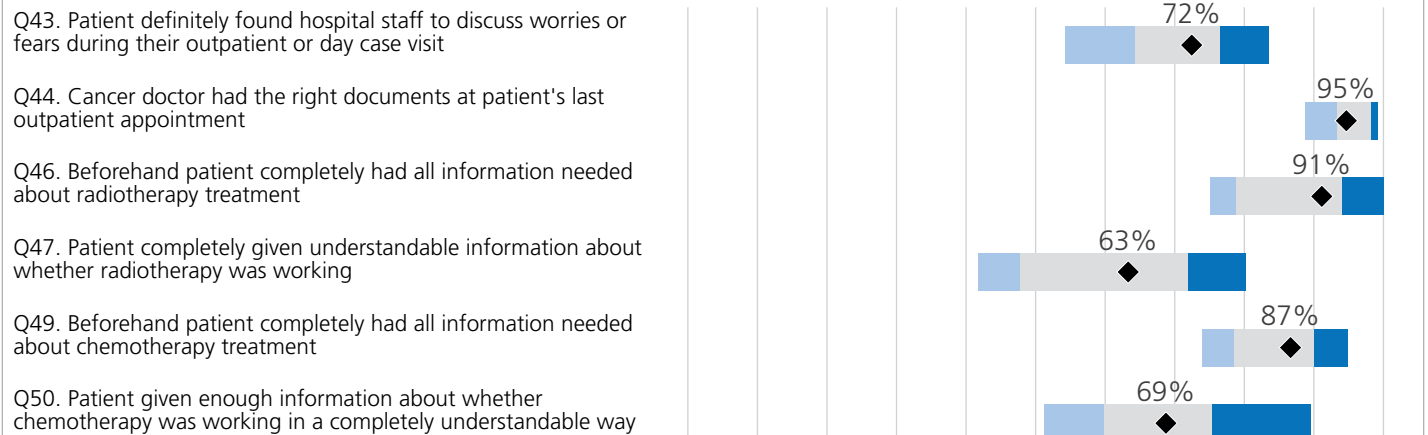 Q43. Patient definitely found hospital staff to discuss worries or
fears during their outpatient or day case visit
72%
Q44. Cancer doctor had the right documents at patient's last
outpatient appointment
95%
Q46. Beforehand patient completely had all information needed
about radiotherapy treatment
91%
Q47. Patient completely given understandable information about
whether radiotherapy was working
63%
Q49. Beforehand patient completely had all information needed
about chemotherapy treatment
87%
Q50. Patient given enough information about whether
chemotherapy was working in a completely understandable way
69%